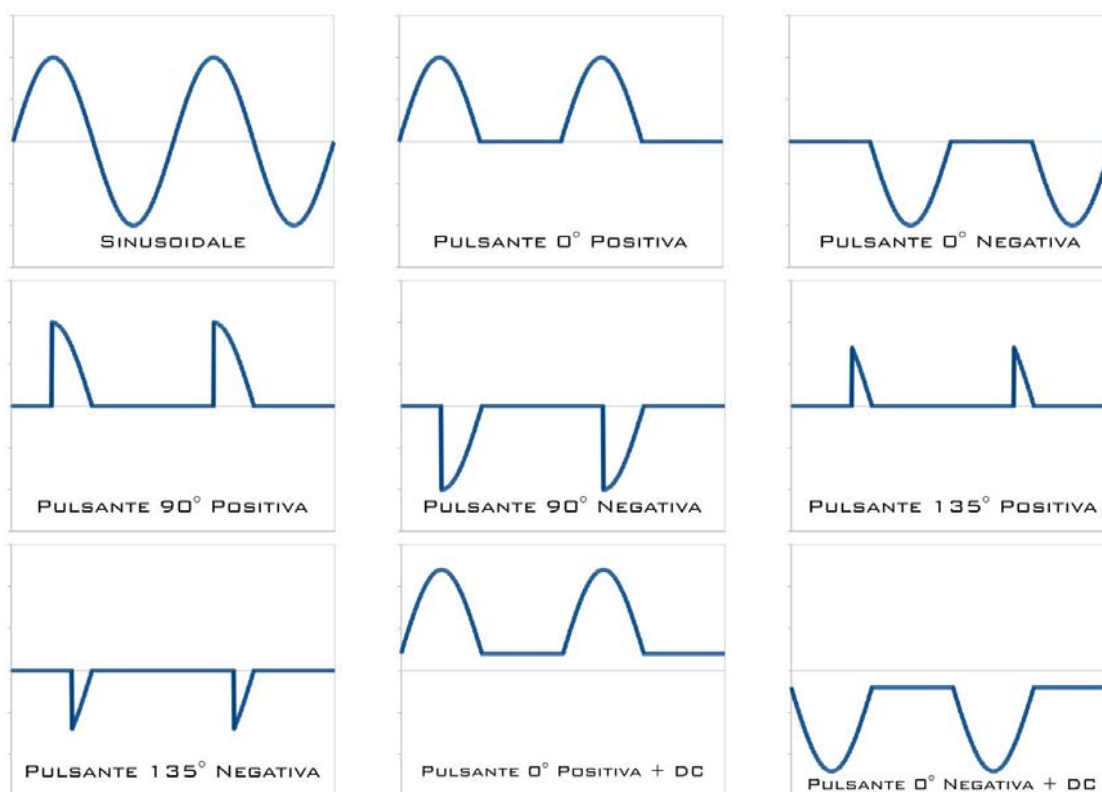 Sinusoidale
Pulsante 0° Positiva
Pulsante 0° Negativa
Pulsante 90° Positiva
Pulsante 90° Negativa
Pulsante 135° Positiva
Pulsante 135° Negativa
Pulsante 0° Positiva + DC
Pulsante 0° Negativa + DC